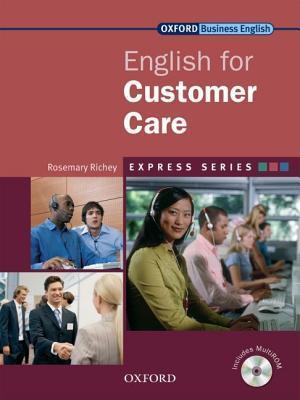 OXFORD Business English
English for
Customer
Care
Rosemary Richey
EXPRESS SERIES
Includes MultiROM
OXFORD